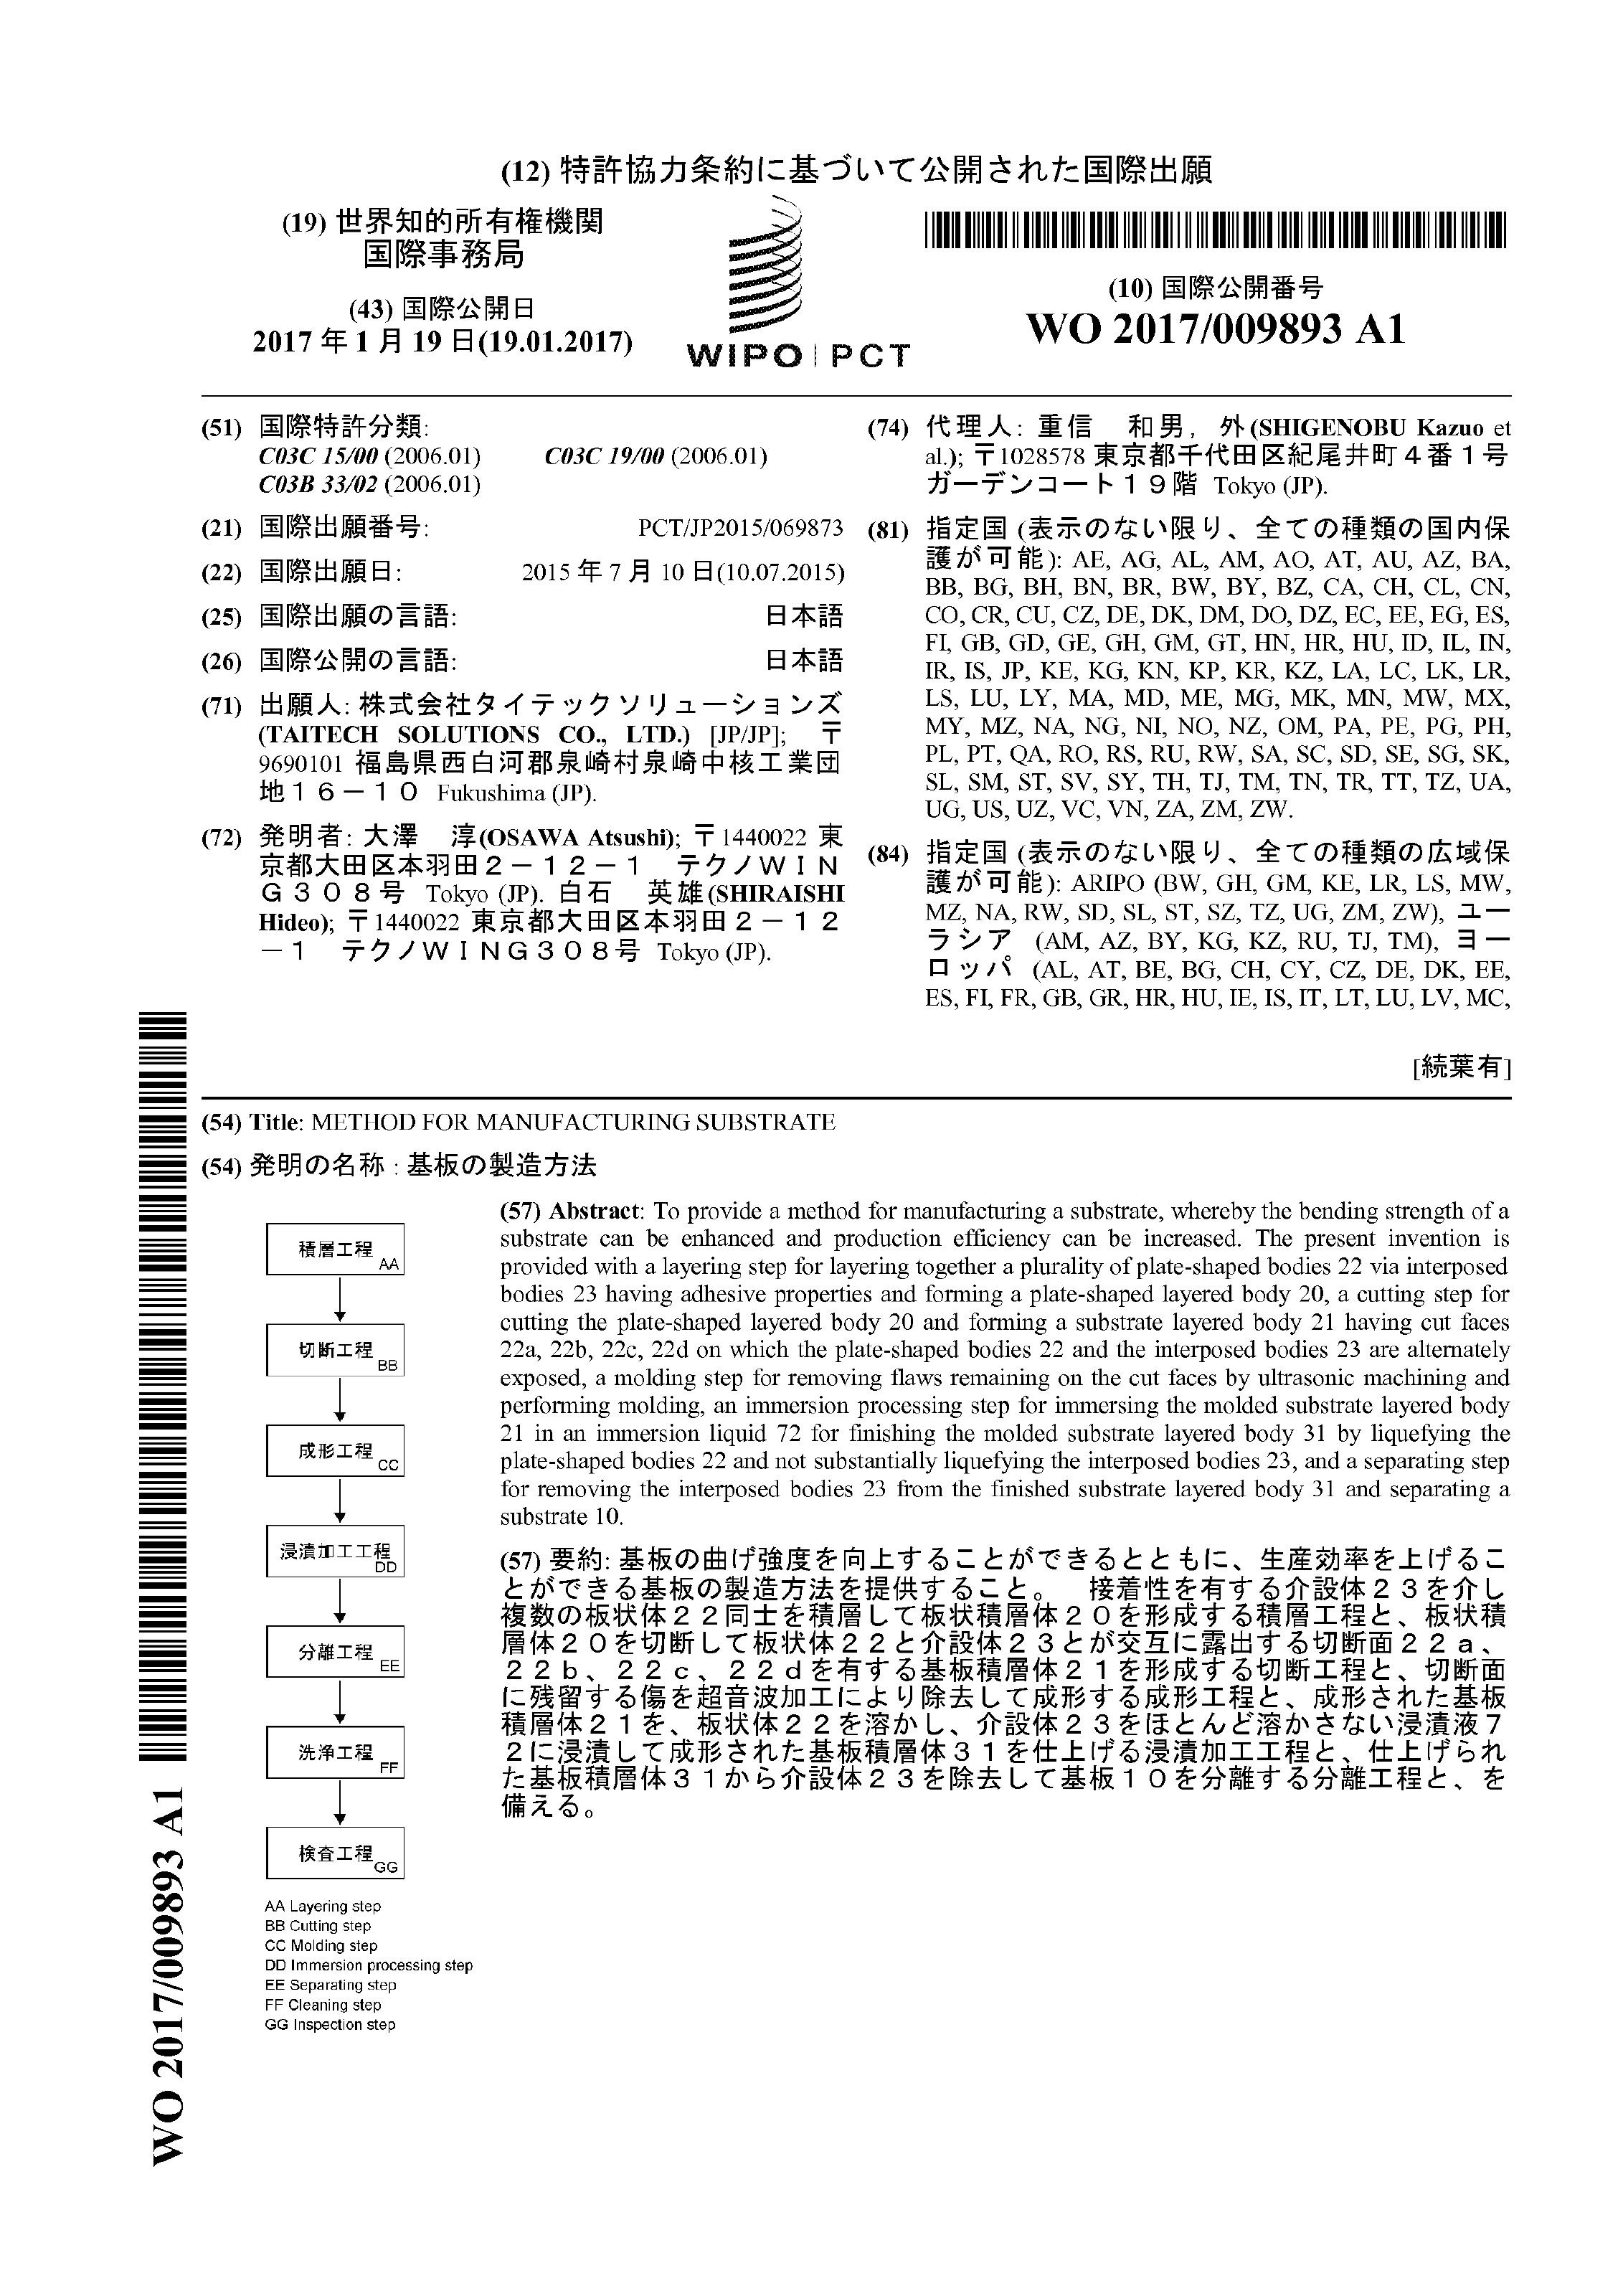 (12) 特許協力条約に基づいて公開された国際出願
(19) 世界知的所有権機関
国際事務局
(43) 国際公開日
2017 年 1 月 19 日(19.01.2017)
WIPO | PCT
(10) 国際公開番号
WO 2017/009893 A1
(51) 国際特許分類:
C03C 15/00 (2006.01) C03C 19/00 (2006.01)
C03B 33/02 (2006.01)
(21) 国際出願番号: PCT/JP2015/069873
(22) 国際出願日: 2015 年 7 月 10 日(10.07.2015)
(25) 国際出願の言語: 日本語
(26) 国際公開の言語: 日本語
(71) 出願人: 株式会社タイテックソリューションズ
(TAITECH SOLUTIONS CO., LTD.) [JP/JP]; 〒
9690101 福島県西白河郡泉崎村泉崎中核工業団
地16-10 Fukushima (JP).
(72) 発明者: 大澤 淳(OSAWA Atsushi); 〒1440022 東
京都大田区本羽田2-12-1 テクノWIN
G308号 Tokyo (JP). 白石 英雄(SHIRAISHI
Hideo); 〒1440022 東京都大田区本羽田2-12
-1 テクノWING308号 Tokyo (JP).
(74) 代理人: 重信 和男, 外(SHIGENOBU Kazuo et
al.); 〒1028578 東京都千代田区紀尾井町4番1号
ガーデンコート19階 Tokyo (JP).
(81) 指定国 (表示のない限り、全ての種類の国内保
護が可能): AE, AG, AL, AM, AO, AT, AU, AZ, BA,
BB, BG, BH, BN, BR, BW, BY, BZ, CA, CH, CL, CN,
CO, CR, CU, CZ, DE, DK, DM, DO, DZ, EC, EE, EG, ES,
FI, GB, GD, GE, GH, GM, GT, HN, HR, HU, ID, IL, IN,
IR, IS, JP, KE, KG, KN, KP, KR, KZ, LA, LC, LK, LR,
LS, LU, LY, MA, MD, ME, MG, MK, MN, MW, MX,
MY, MZ, NA, NG, NI, NO, NZ, OM, PA, PE, PG, PH,
PL, PT, QA, RO, RS, RU, RW, SA, SC, SD, SE, SG, SK,
SL, SM, ST, SV, SY, TH, TJ, TM, TN, TR, TT, TZ, UA,
UG, US, UZ, VC, VN, ZA, ZM, ZW.
(84) 指定国 (表示のない限り、全ての種類の広域保
護が可能): ARIPO (BW, GH, GM, KE, LR, LS, MW,
MZ, NA, RW, SD, SL, ST, SZ, TZ, UG, ZM, ZW), ユー
ラシア (AM, AZ, BY, KG, KZ, RU, TJ, TM), ヨー
ロッパ (AL, AT, BE, BG, CH, CY, CZ, DE, DK, EE,
ES, FI, FR, GB, GR, HR, HU, IE, IS, IT, LT, LU, LV, MC,
[続葉有]
(54) Title: METHOD FOR MANUFACTURING SUBSTRATE
(54) 発明の名称 : 基板の製造方法
積層工程 AA
切断工程 BB
成形工程 CC
浸漬加工工程 DD
分離工程 EE
洗浄工程 FF
検査工程 GG
AA Layering step
BB Cutting step
CC Molding step
DD Immersion processing step
EE Separating step
FF Cleaning step
GG Inspection step
(57) Abstract: To provide a method for manufacturing a substrate, whereby the bending strength of a
substrate can be enhanced and production efficiency can be increased. The present invention is
provided with a layering step for layering together a plurality of plate-shaped bodies 22 via interposed
bodies 23 having adhesive properties and forming a plate-shaped layered body 20, a cutting step for
cutting the plate-shaped layered body 20 and forming a substrate layered body 21 having cut faces
22a, 22b, 22c, 22d on which the plate-shaped bodies 22 and the interposed bodies 23 are alternately
exposed, a molding step for removing flaws remaining on the cut faces by ultrasonic machining and
performing molding, an immersion processing step for immersing the molded substrate layered body
21 in an immersion liquid 72 for finishing the molded substrate layered body 31 by liquefying the
plate-shaped bodies 22 and not substantially liquefying the interposed bodies 23, and a separating step
for removing the interposed bodies 23 from the finished substrate layered body 31 and separating a
substrate 10.
(57) 要約: 基板の曲げ強度を向上することができるとともに、生産効率を上げるこ
とができる基板の製造方法を提供すること。 接着性を有する介設体23を介し
複数の板状体22同士を積層して板状積層体20を形成する積層工程と、板状積
層体20を切断して板状体22と介設体23とが交互に露出する切断面22a、
22b、22c、22dを有する基板積層体21を形成する切断工程と、切断面
に残留する傷を超音波加工により除去して成形する成形工程と、成形された基板
積層体21を、板状体22を溶かし、介設体23をほとんど溶かさない浸漬液7
2に浸漬して成形された基板積層体31を仕上げる浸漬加工工程と、仕上げられ
た基板積層体31から介設体23を除去して基板10を分離する分離工程と、を
備える。
WO 2017/009893 A1